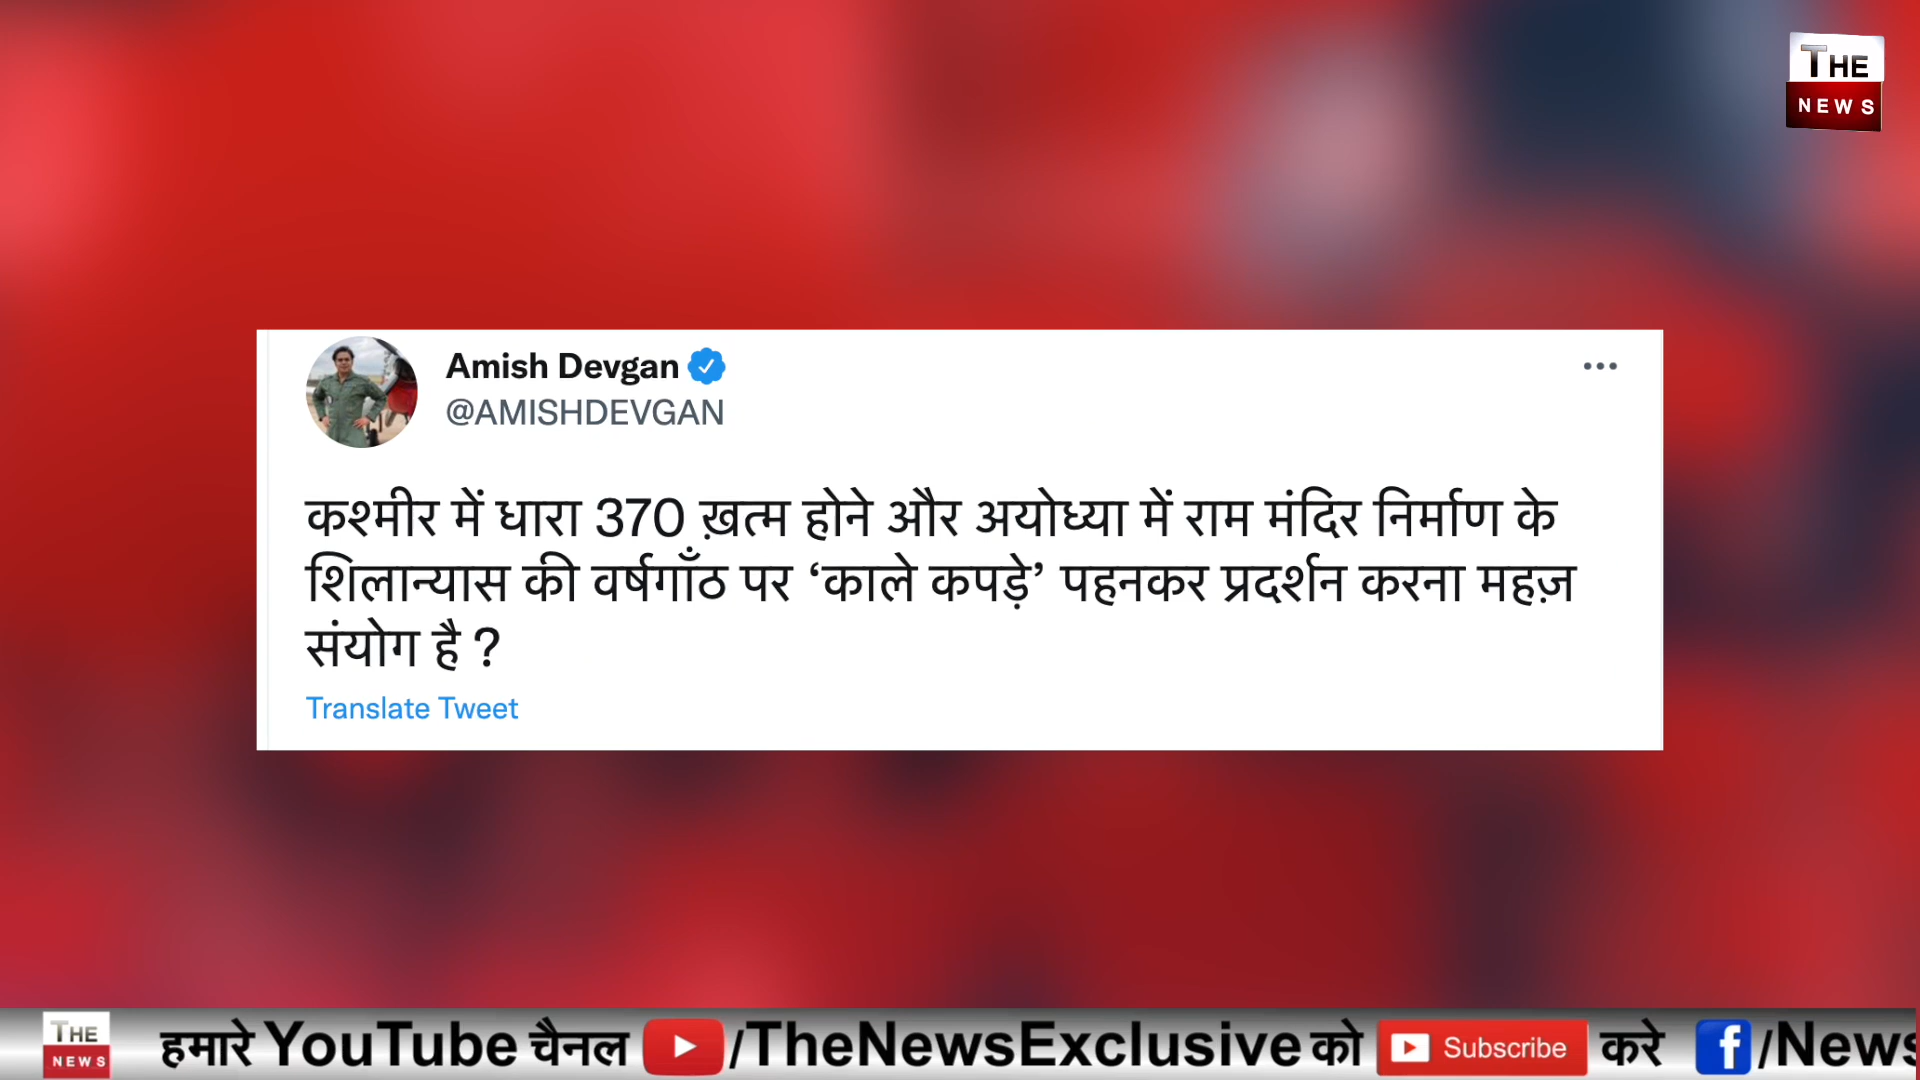 THE
NEWS
Amish Devgan
@AMISHDEVGAN
कश्मीर में धारा 370 ख़त्म होने और अयोध्या में राम मंदिर निर्माण के
शिलान्यास की वर्षगाँठ पर ‘काले कपड़े’ पहनकर प्रदर्शन करना महज़
संयोग है ?
Translate Tweet
THE
NEWS
हमारे YouTube चैनल /TheNewsExclusive को Subscribe करे f /News